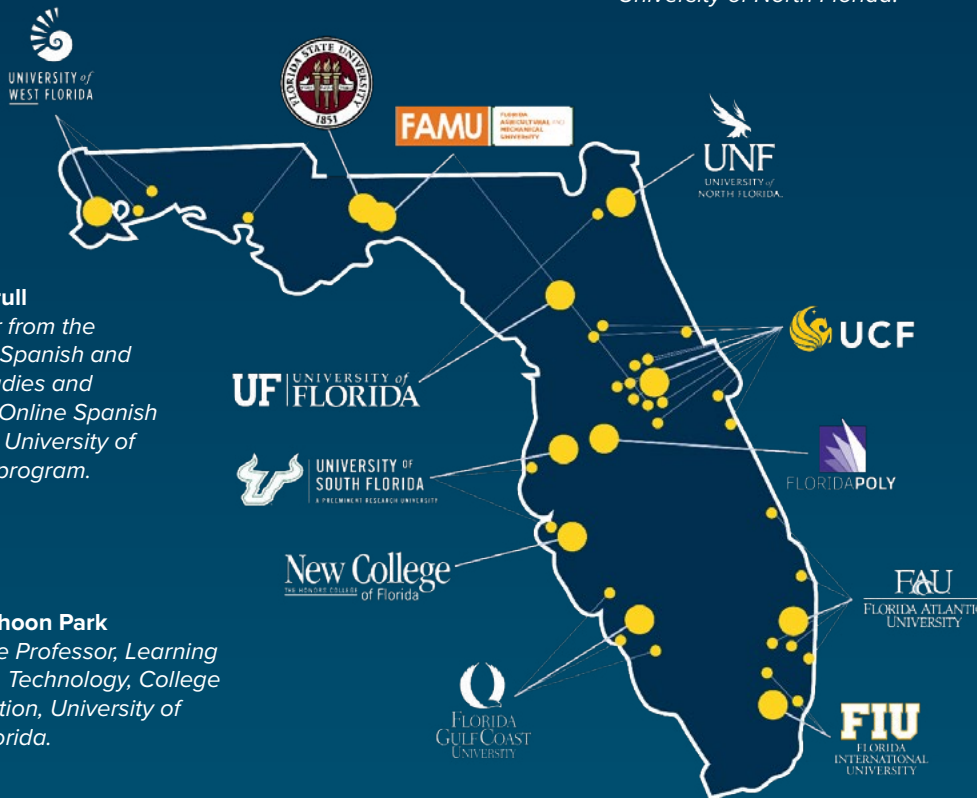 University of North Florida.
UNIVERSITY of
WEST FLORIDA
FLORIDA STATE UNIVERSITY
1851
FAMU
FLORIDA
AGRICULTURAL AND
MECHANICAL
UNIVERSITY
UNF
UNIVERSITY of
NORTH FLORIDA.
ull
r from the
Spanish and
dies and
Online Spanish
University of
program.
UCF
UF
UNIVERSITY of
FLORIDA
UNIVERSITY OF
SOUTH FLORIDA
A PREEMINENT RESEARCH UNIVERSITY
FLORIDAPOLY
New College
THE HONORS COLLEGE
of Florida
FAU
FLORIDA ATLANTIC
UNIVERSITY
hoon Park
e Professor, Learning
Technology, College
tion, University of
orida.
FLORIDA
GULF COAST
UNIVERSITY
FIU
FLORIDA
INTERNATIONAL
UNIVERSITY